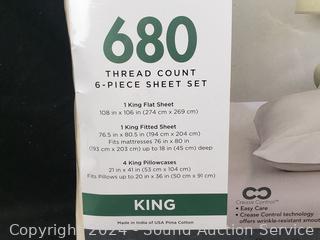 680
THREAD COUNT
6-PIECE SHEET SET
1 King Flat Sheet
108 in x 106 in (274 cm x 269 cm)
1 King Fitted Sheet
76.5 in x 80.5 in (194 cm x 204 cm)
Fits mattresses 76 in x 80 in
(193 cm x 203 cm) up to 18 in (45 cm) deep
4 King Pillowcases
21 in x 41 in (53 cm x 104 cm)
Fits Pillows up to 20 in x 36 in (50 cm x 91 cm)
KING
Made in India of USA Pima Cotton
Crease Control™
• Easy Care
• Crease Control technology
offers wrinkle-resistant smooth
Copyright 2024 - Sound Auction Service